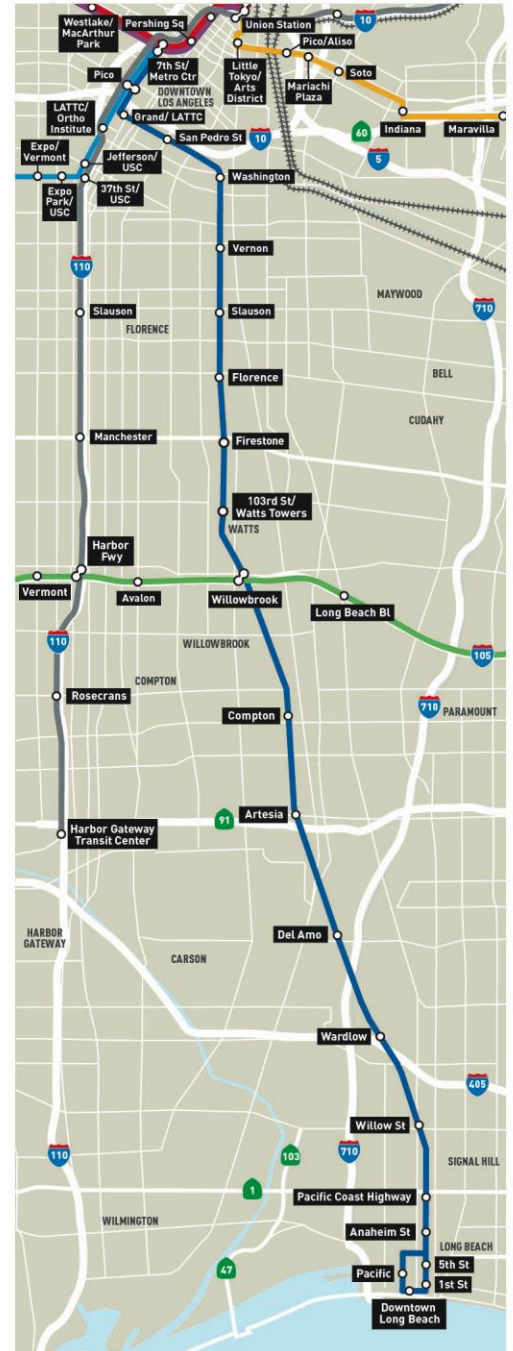 Westlake/
MacArthur
Park
Pershing Sq
Union Station
10
Pico/Aliso
7th St/
Metro Ctr
Pico
DOWNTOWN
LOS ANGELES
Little
Tokyo/
Arts
District
Mariachi
Plaza
Soto
LATTC/
Ortho
Institute
Grand/ LATTC
San Pedro St
10
60
Indiana
Maravilla
5
Expo/
Vermont
Jefferson/
USC
Expo
Park/
USC
37th St/
USC
Washington
110
Vernon
MAYWOOD
710
Slauson
Slauson
FLORENCE
BELL
Florence
CUDAHY
Manchester
Firestone
103rd St/
Watts Towers
WATTS
Harbor
Fwy
Vermont
Avalon
Willowbrook
Long Beach Bl
110
WILLOWBROOK
105
COMPTON
Rosecrans
710
PARAMOUNT
Compton
91
Artesia
Harbor Gateway
Transit Center
HARBOR
GATEWAY
Del Amo
CARSON
Wardlow
405
Willow St
110
103
710
SIGNAL HILL
1
Pacific Coast Highway
WILMINGTON
Anaheim St
LONG BEACH
47
Pacific
5th St
1st St
Downtown
Long Beach